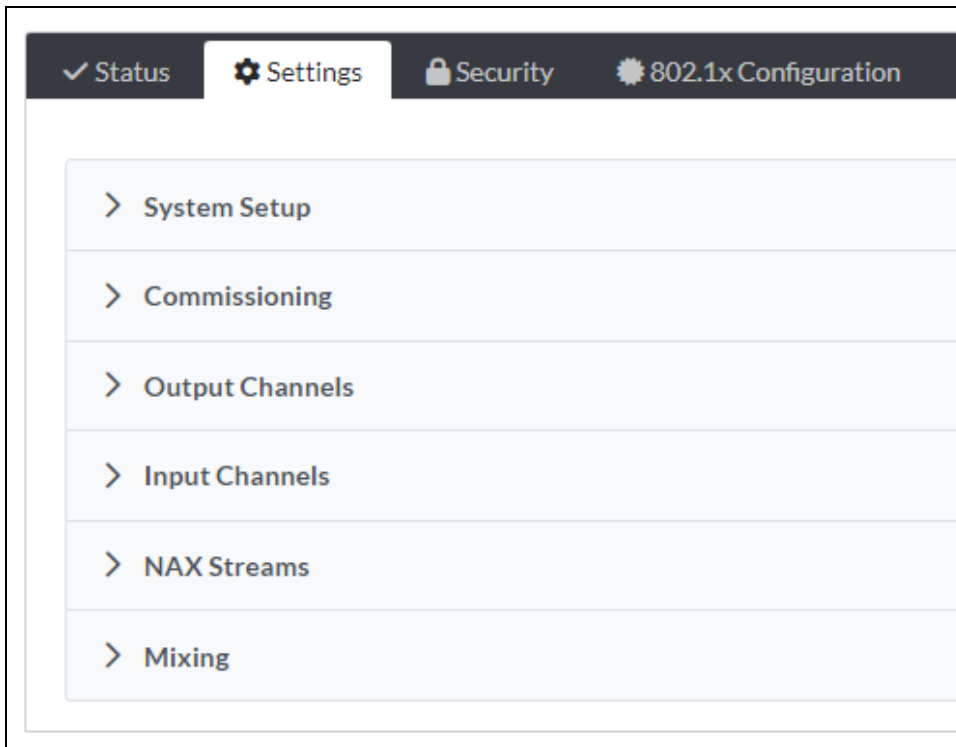 Status Settings Security 802.1x Configuration
System Setup
Commissioning
Output Channels
Input Channels
NAX Streams
Mixing